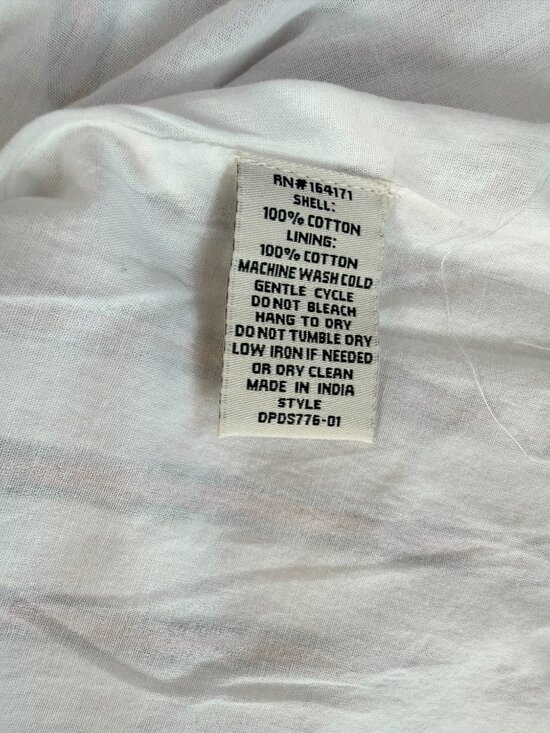 RN#164171
SHELL:
100% COTTON
LINING:
100% COTTON
MACHINE WASH COLD
GENTLE CYCLE
DO NOT BLEACH
HANG TO DRY
DO NOT TUMBLE DRY
LOW IRON IF NEEDED
OR DRY CLEAN
MADE IN INDIA
STYLE
DPDS776-01